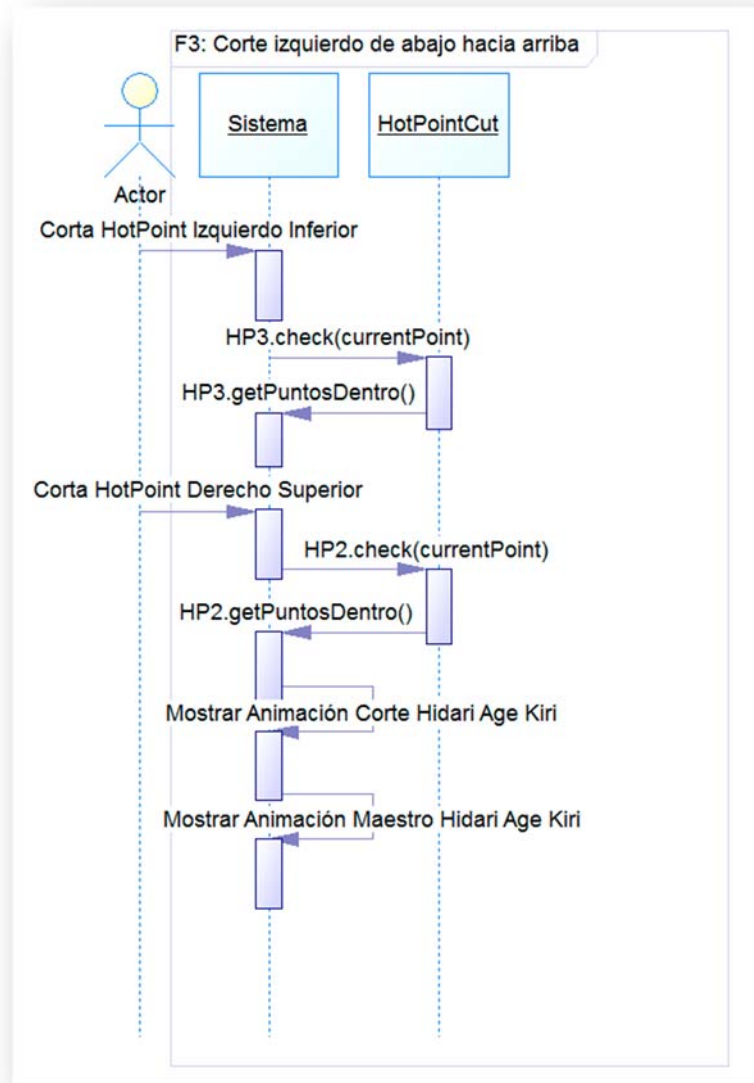 F3: Corte izquierdo de abajo hacia arriba
Sistema
HotPointCut
Actor
Corta HotPoint Izquierdo Inferior
HP3.check(currentPoint)
HP3.getPuntosDentro()
Corta HotPoint Derecho Superior
HP2.check(currentPoint)
HP2.getPuntosDentro()
Mostrar Animación Corte Hidari Age Kiri
Mostrar Animación Maestro Hidari Age Kiri